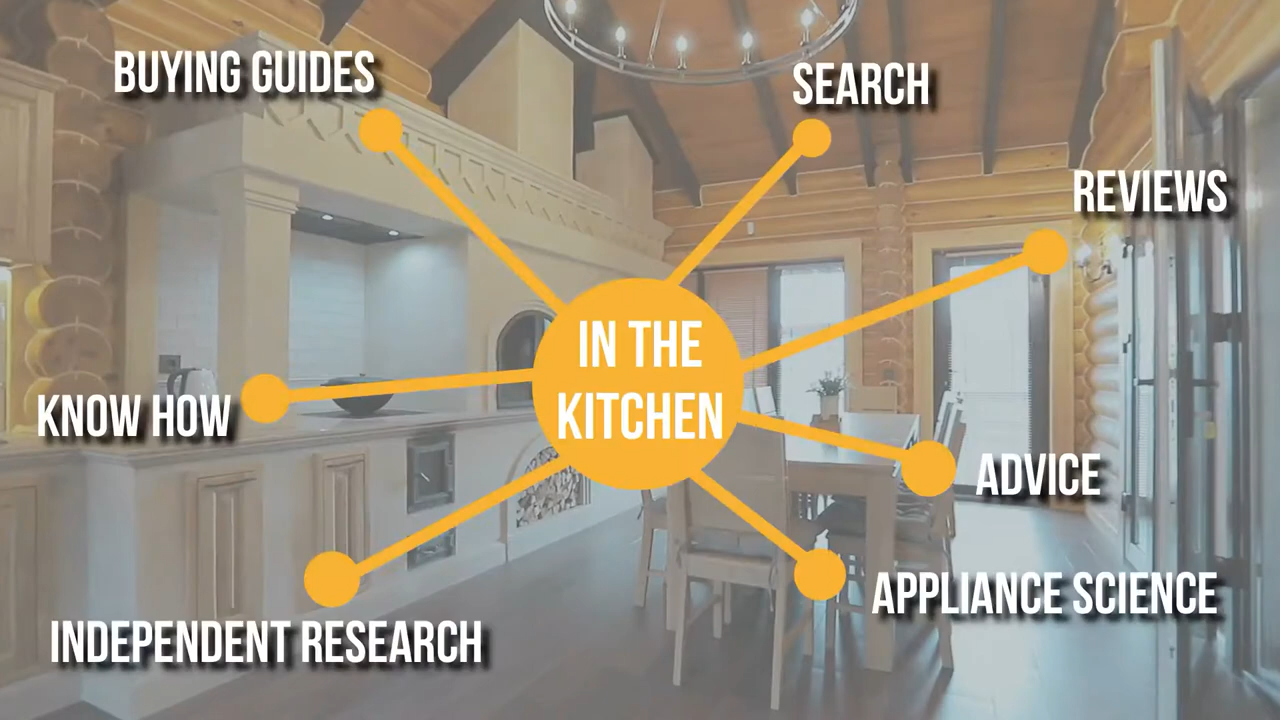 BUYING GUIDES
SEARCH
REVIEWS
IN THE
KITCHEN
KNOW HOW
ADVICE
APPLIANCE SCIENCE
INDEPENDENT RESEARCH